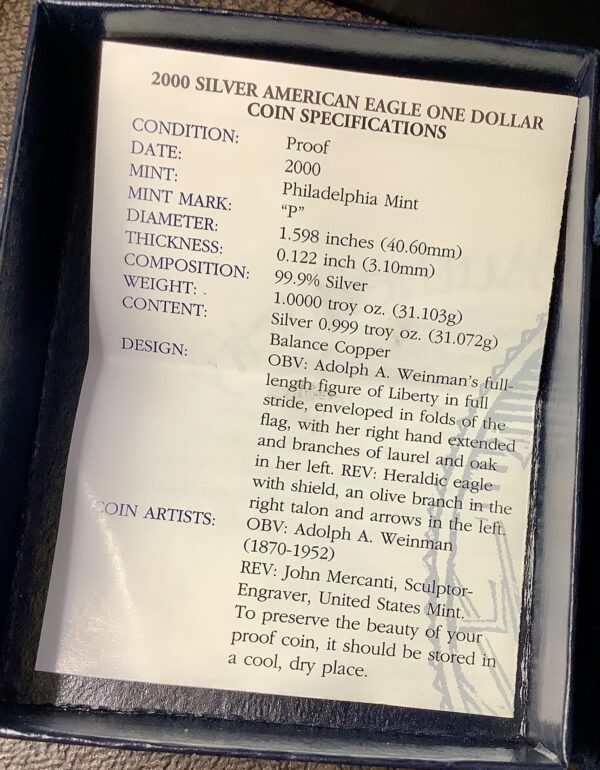 2000 SILVER AMERICAN EAGLE ONE DOLLAR
COIN SPECIFICATIONS
CONDITION: Proof
DATE: 2000
MINT: Philadelphia Mint
MINT MARK: “P”
DIAMETER: 1.598 inches (40.60mm)
THICKNESS: 0.122 inch (3.10mm)
COMPOSITION: 99.9% Silver
WEIGHT: 1.0000 troy oz. (31.103g)
CONTENT: Silver 0.999 troy oz. (31.072g)
Balance Copper
DESIGN: OBV: Adolph A. Weinman’s full-
length figure of Liberty in full
stride, enveloped in folds of the
flag, with her right hand extended
and branches of laurel and oak
in her left. REV: Heraldic eagle
with shield, an olive branch in the
right talon and arrows in the left.
COIN ARTISTS: OBV: Adolph A. Weinman
(1870-1952)
REV: John Mercanti, Sculptor-
Engraver, United States Mint.
To preserve the beauty of your
proof coin, it should be stored in
a cool, dry place.